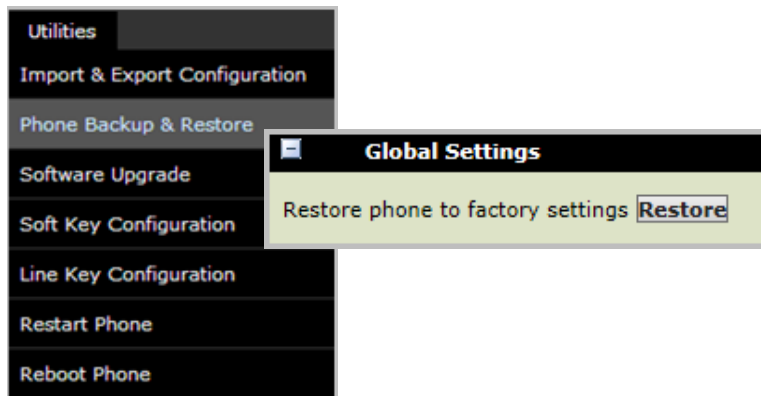 Utilities
Import & Export Configuration
Phone Backup & Restore
Software Upgrade
Soft Key Configuration
Line Key Configuration
Restart Phone
Reboot Phone
Global Settings
Restore phone to factory settings Restore